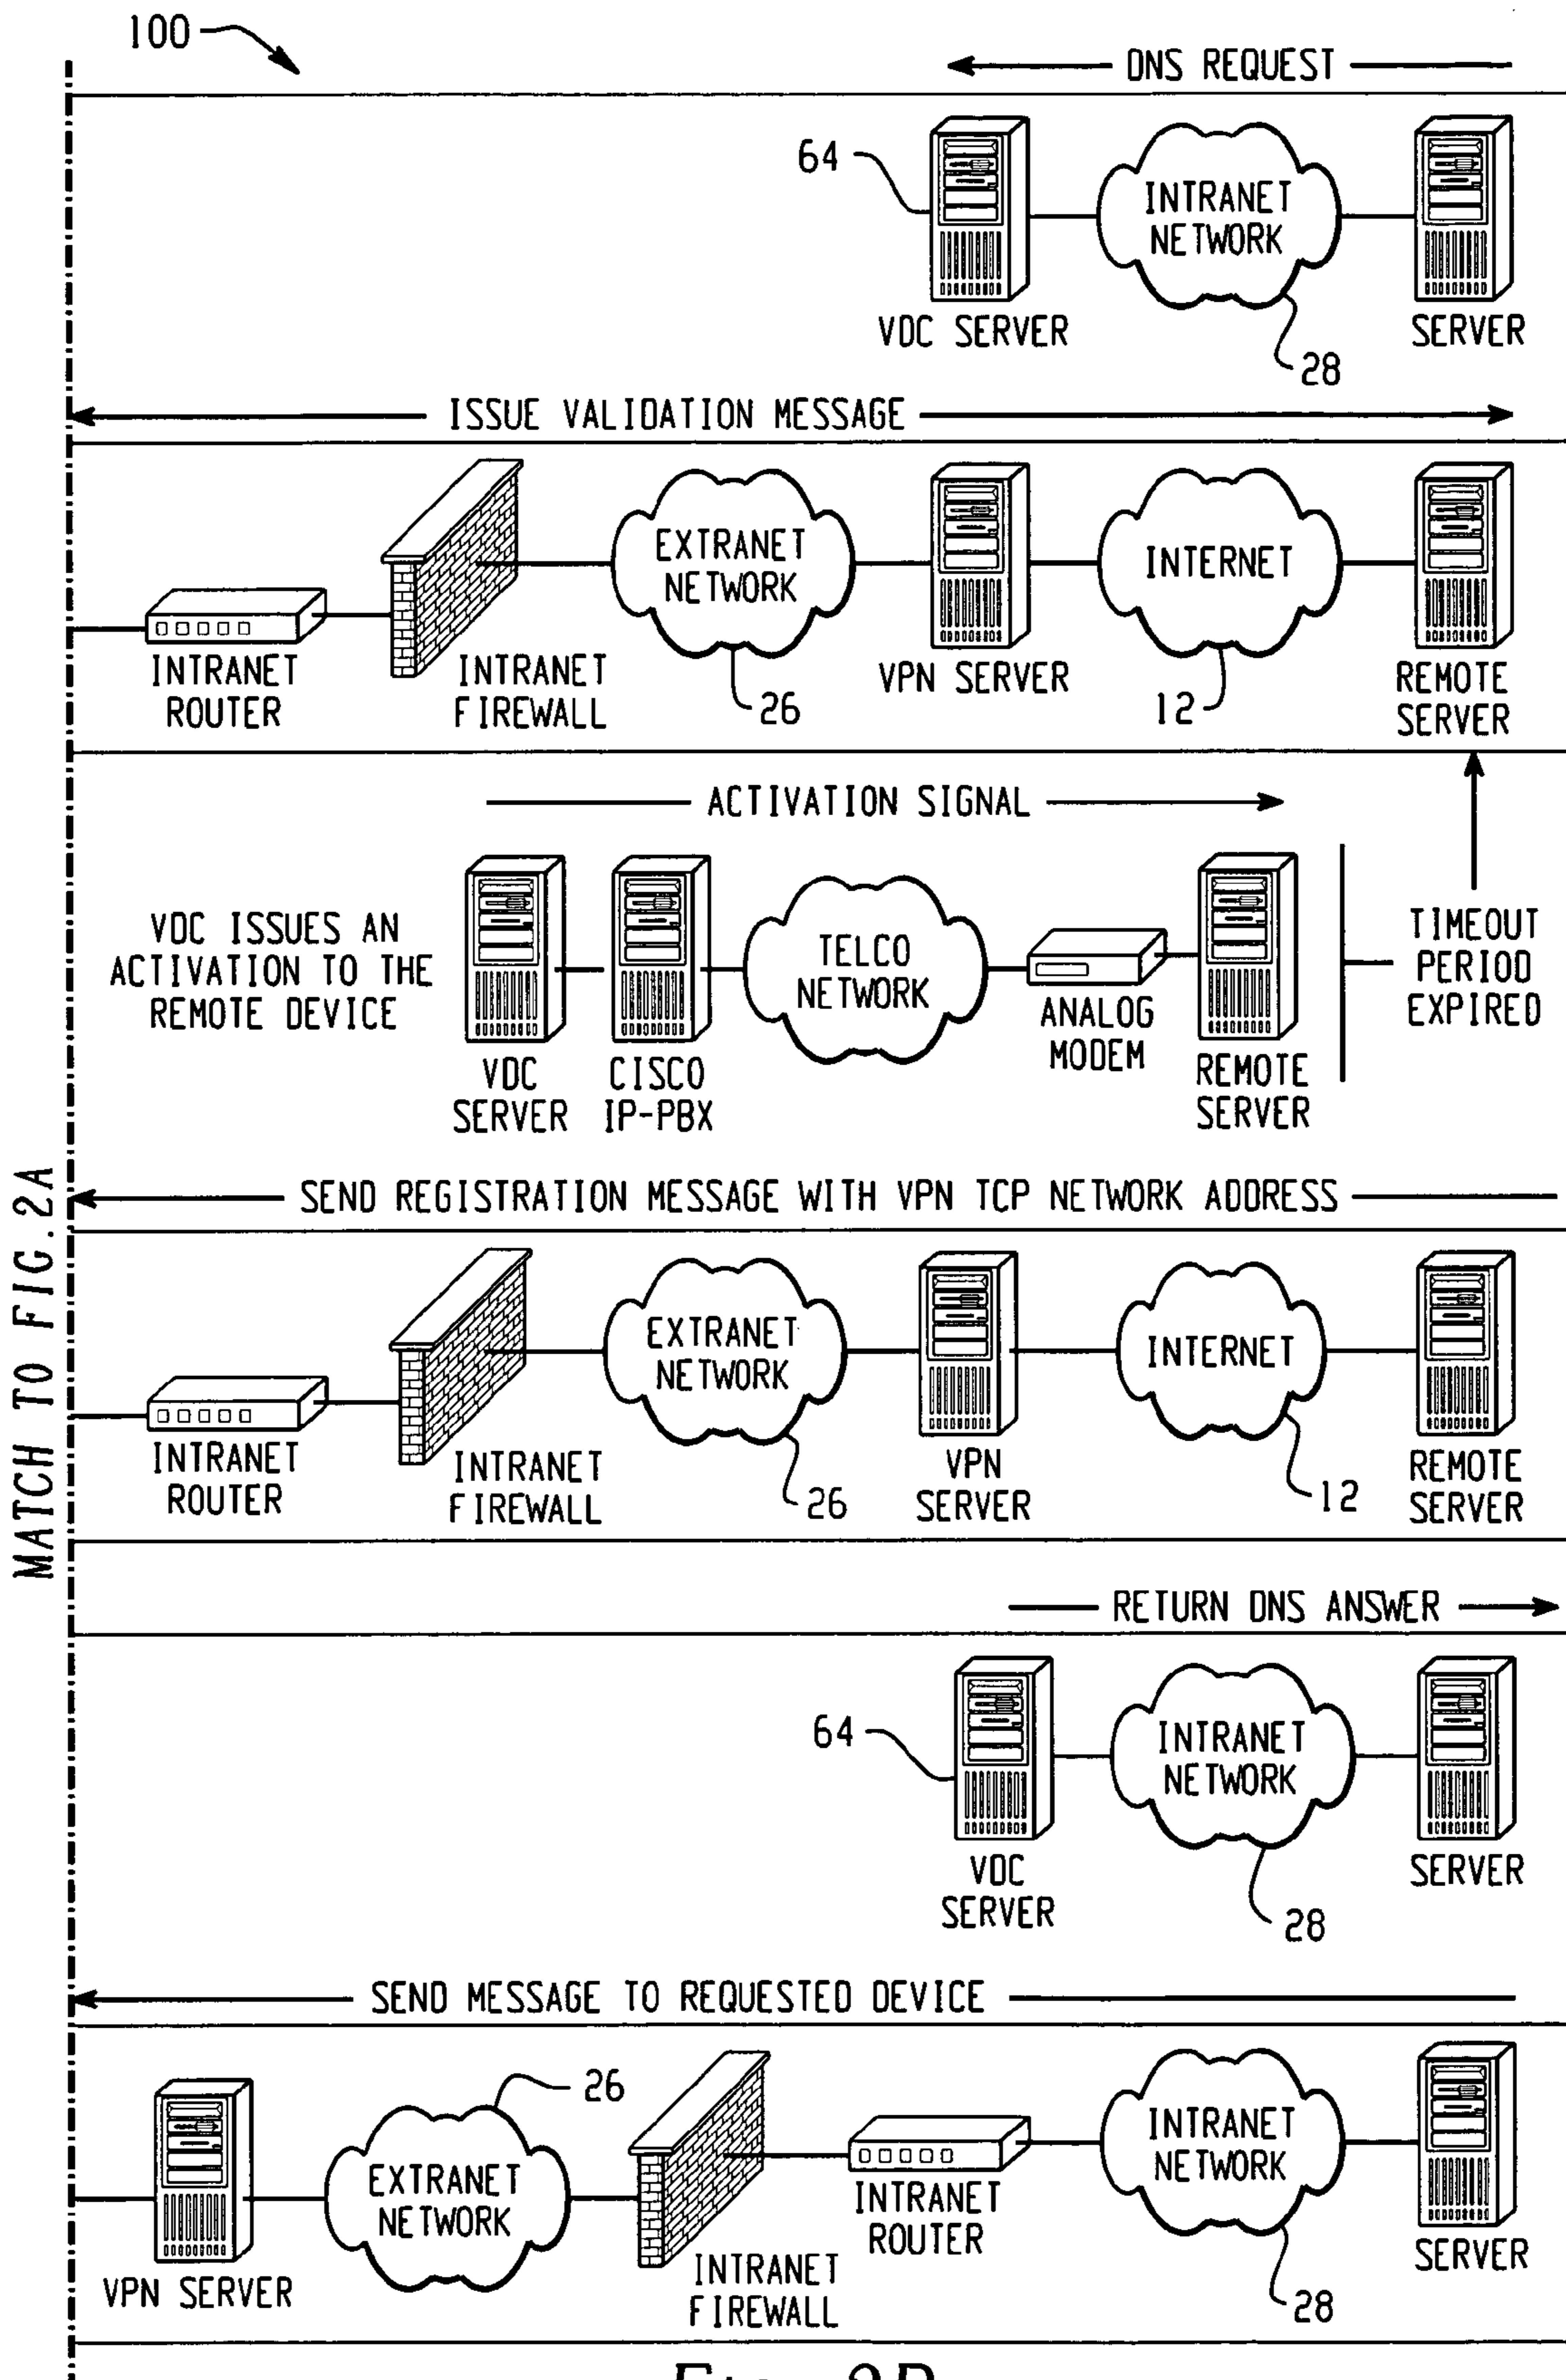 100
DNS REQUEST
64
INTRANET
NETWORK
VDC SERVER
SERVER
28
ISSUE VALIDATION MESSAGE
EXTRANET
NETWORK
INTERNET
INTRANET
ROUTER
INTRANET
FIREWALL
26
VPN SERVER
12
REMOTE
SERVER
ACTIVATION SIGNAL
VDC ISSUES AN
ACTIVATION TO THE
REMOTE DEVICE
TELCO
NETWORK
TIMEOUT
PERIOD
EXPIRED
VDC
SERVER
CISCO
IP-PBX
ANALOG
MODEM
REMOTE
SERVER
MATCH TO FIG.2A
SEND REGISTRATION MESSAGE WITH VPN TCP NETWORK ADDRESS
EXTRANET
NETWORK
INTERNET
INTRANET
ROUTER
INTRANET
FIREWALL
26
VPN
SERVER
12
REMOTE
SERVER
RETURN DNS ANSWER
64
INTRANET
NETWORK
VDC
SERVER
28
SERVER
SEND MESSAGE TO REQUESTED DEVICE
26
EXTRANET
NETWORK
INTRANET
NETWORK
VPN SERVER
INTRANET
FIREWALL
INTRANET
ROUTER
28
SERVER